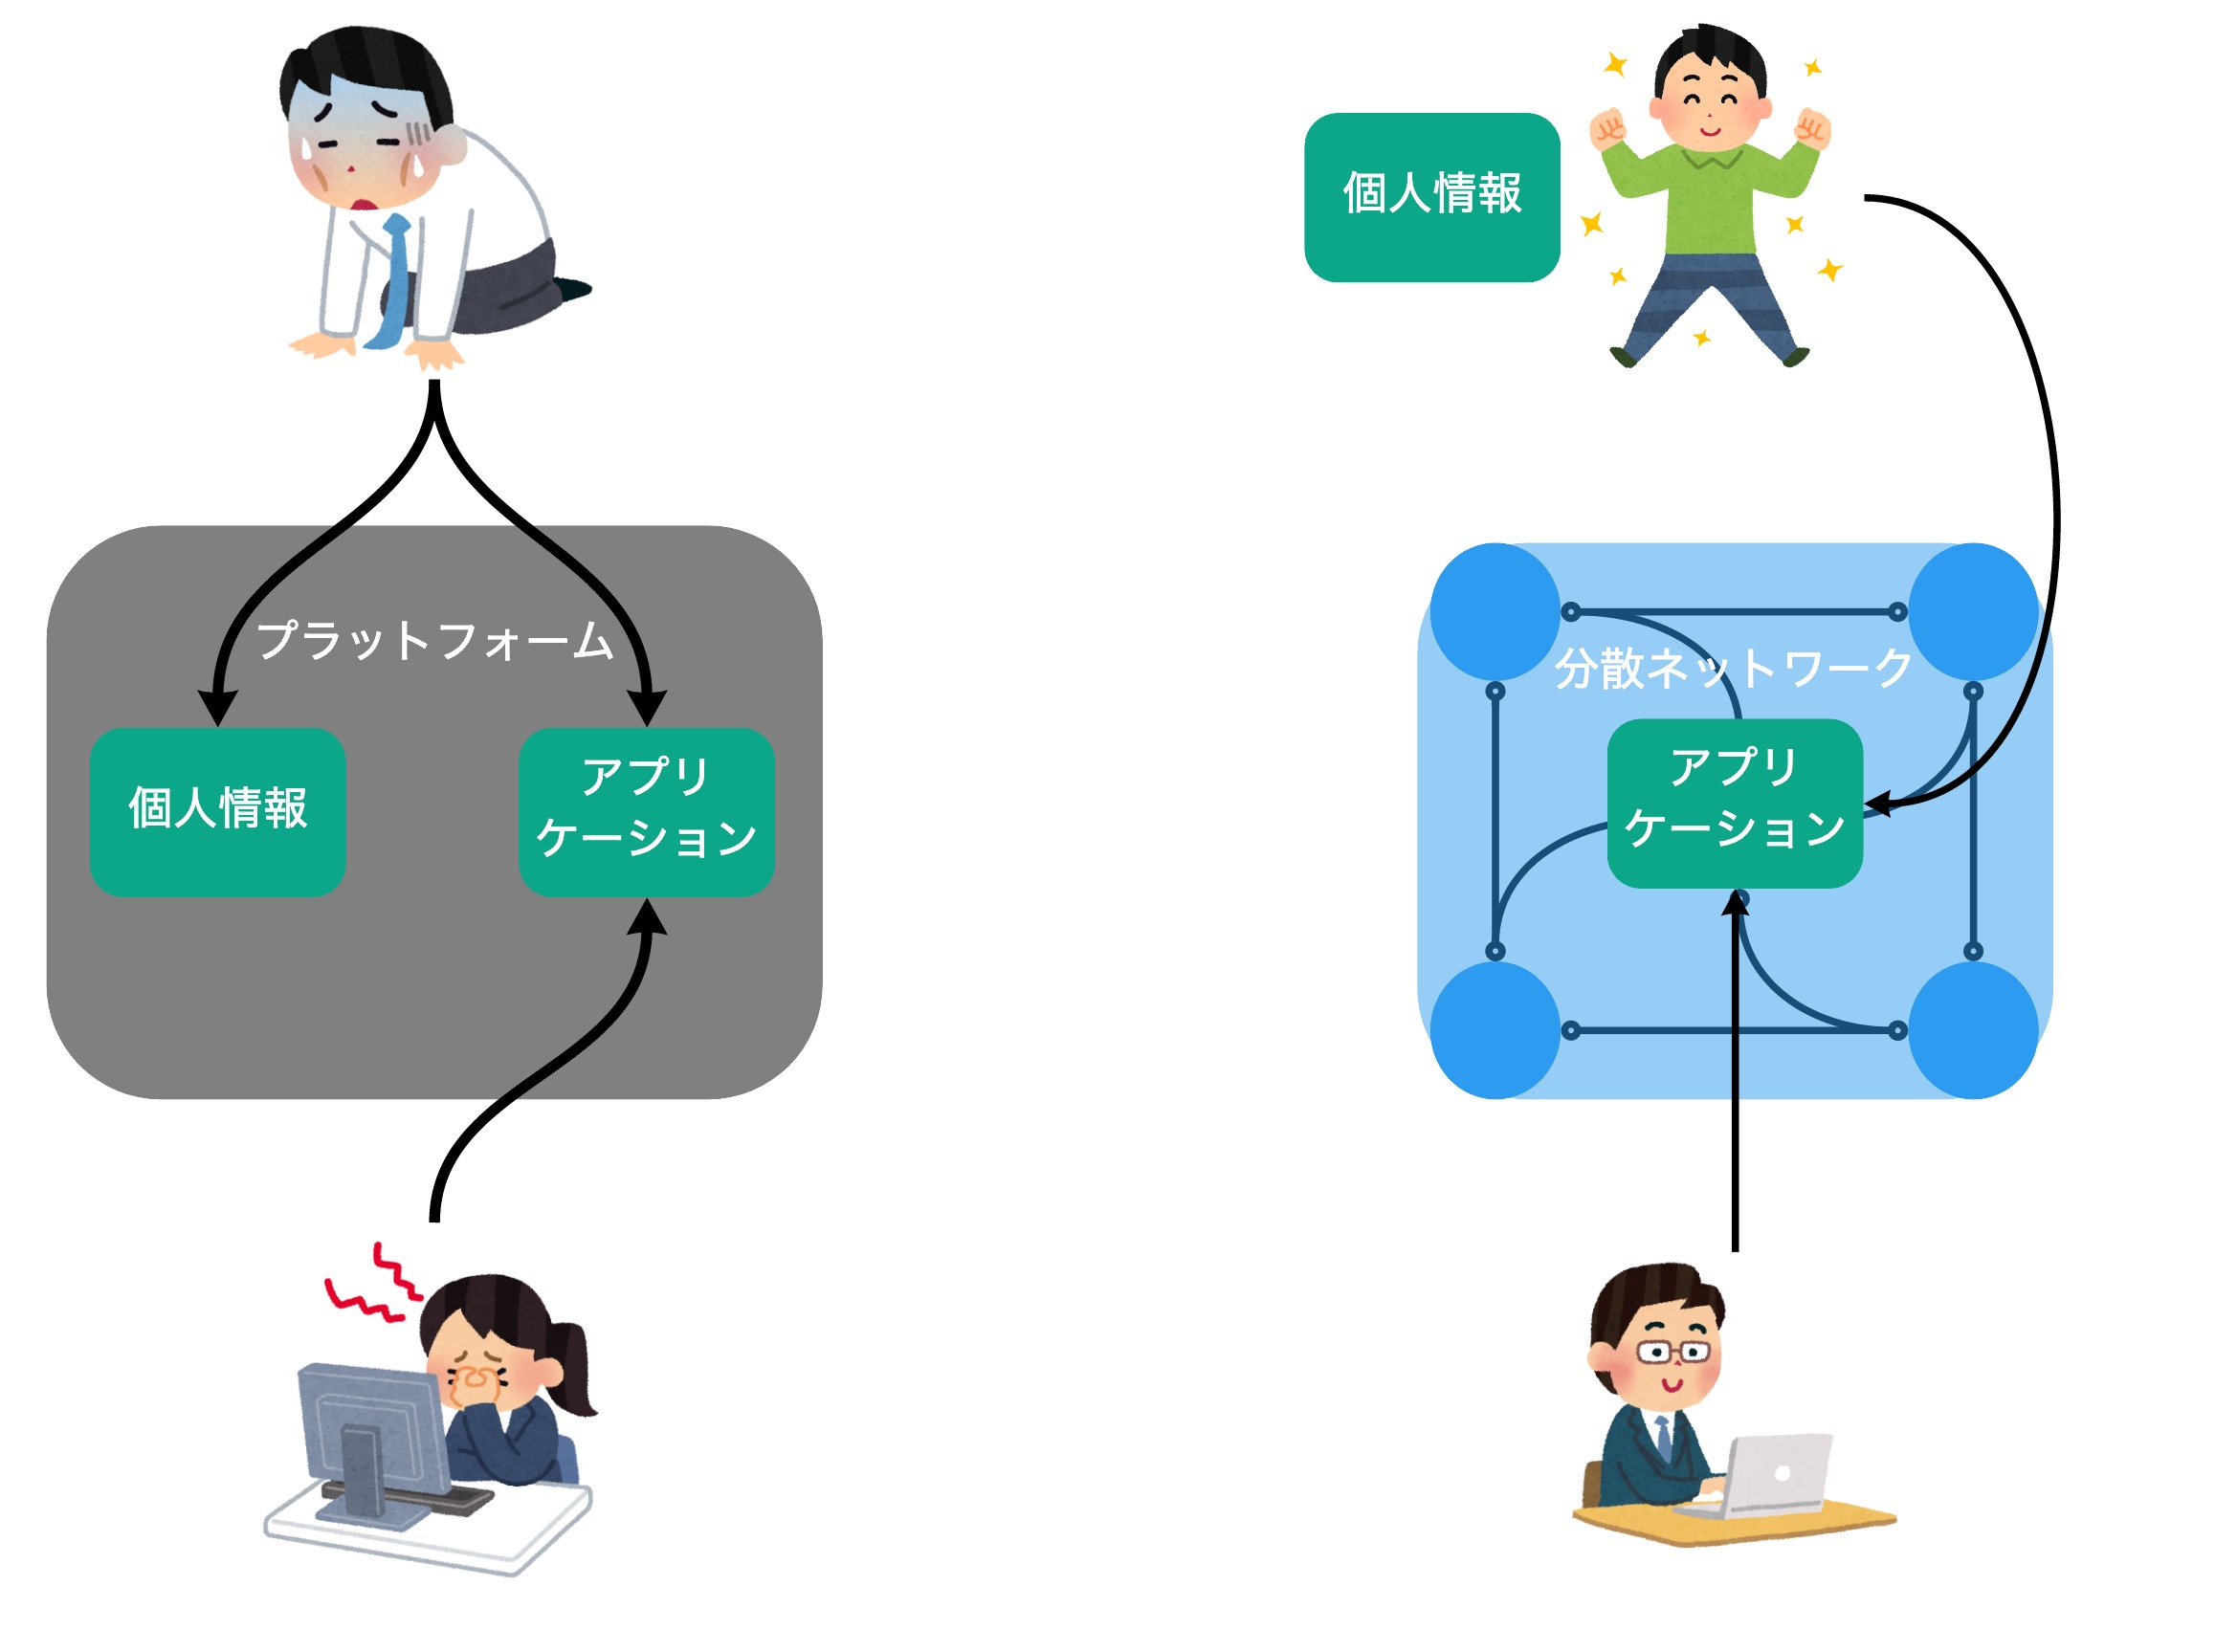 プラットフォーム
個人情報
アプリ
ケーション
個人情報
分散ネットワーク
アプリ
ケーション